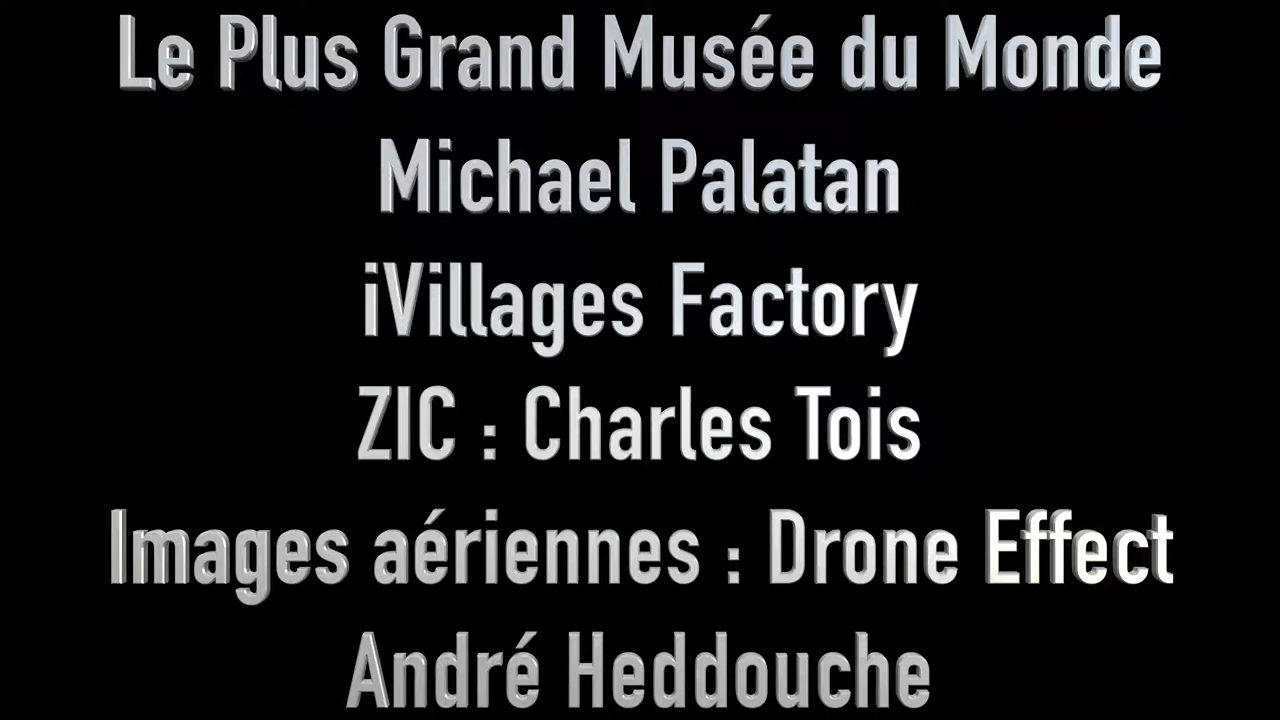 Le Plus Grand Musée du Monde
Michael Palatan
iVillages Factory
ZIC : Charles Tois
Images aériennes : Drone Effect
André Heddouche